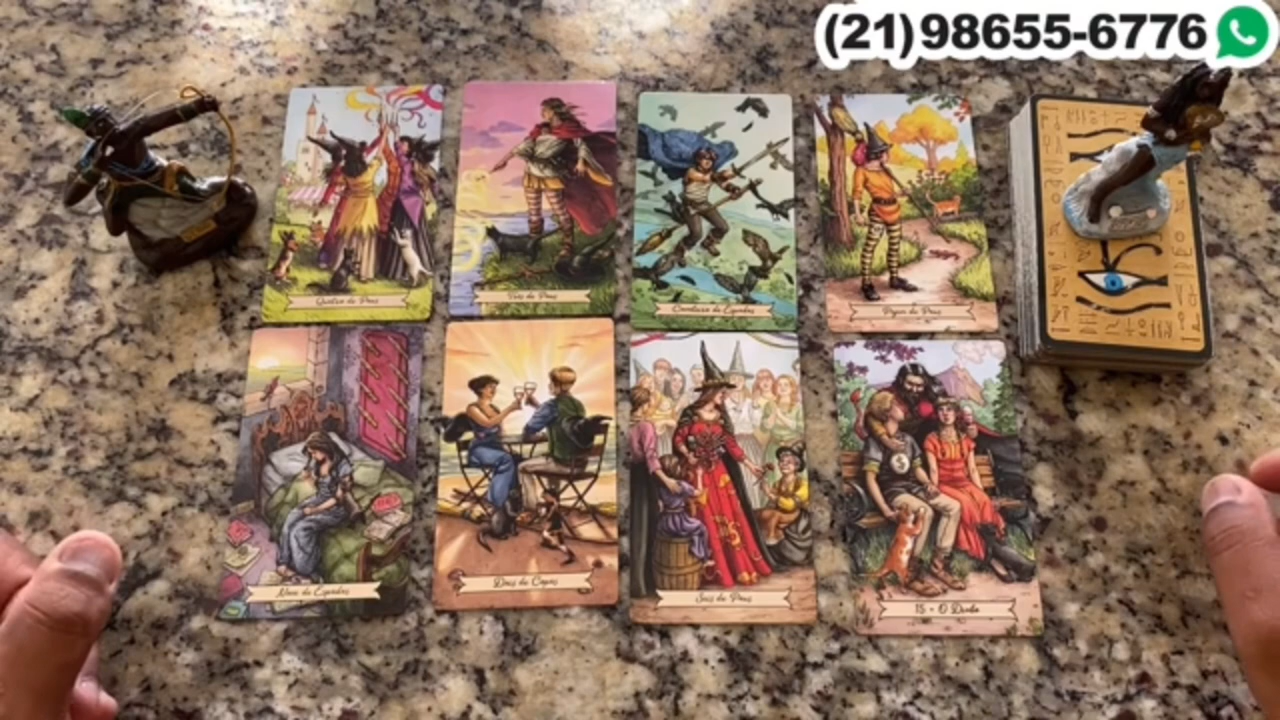 (21)98655-6776
Quatro de Paus
Três de Paus
Cavaleiro de Espadas
Pajem de Paus
Nove de Espadas
Dois de Copas
Seis de Paus
15 - O Diabo